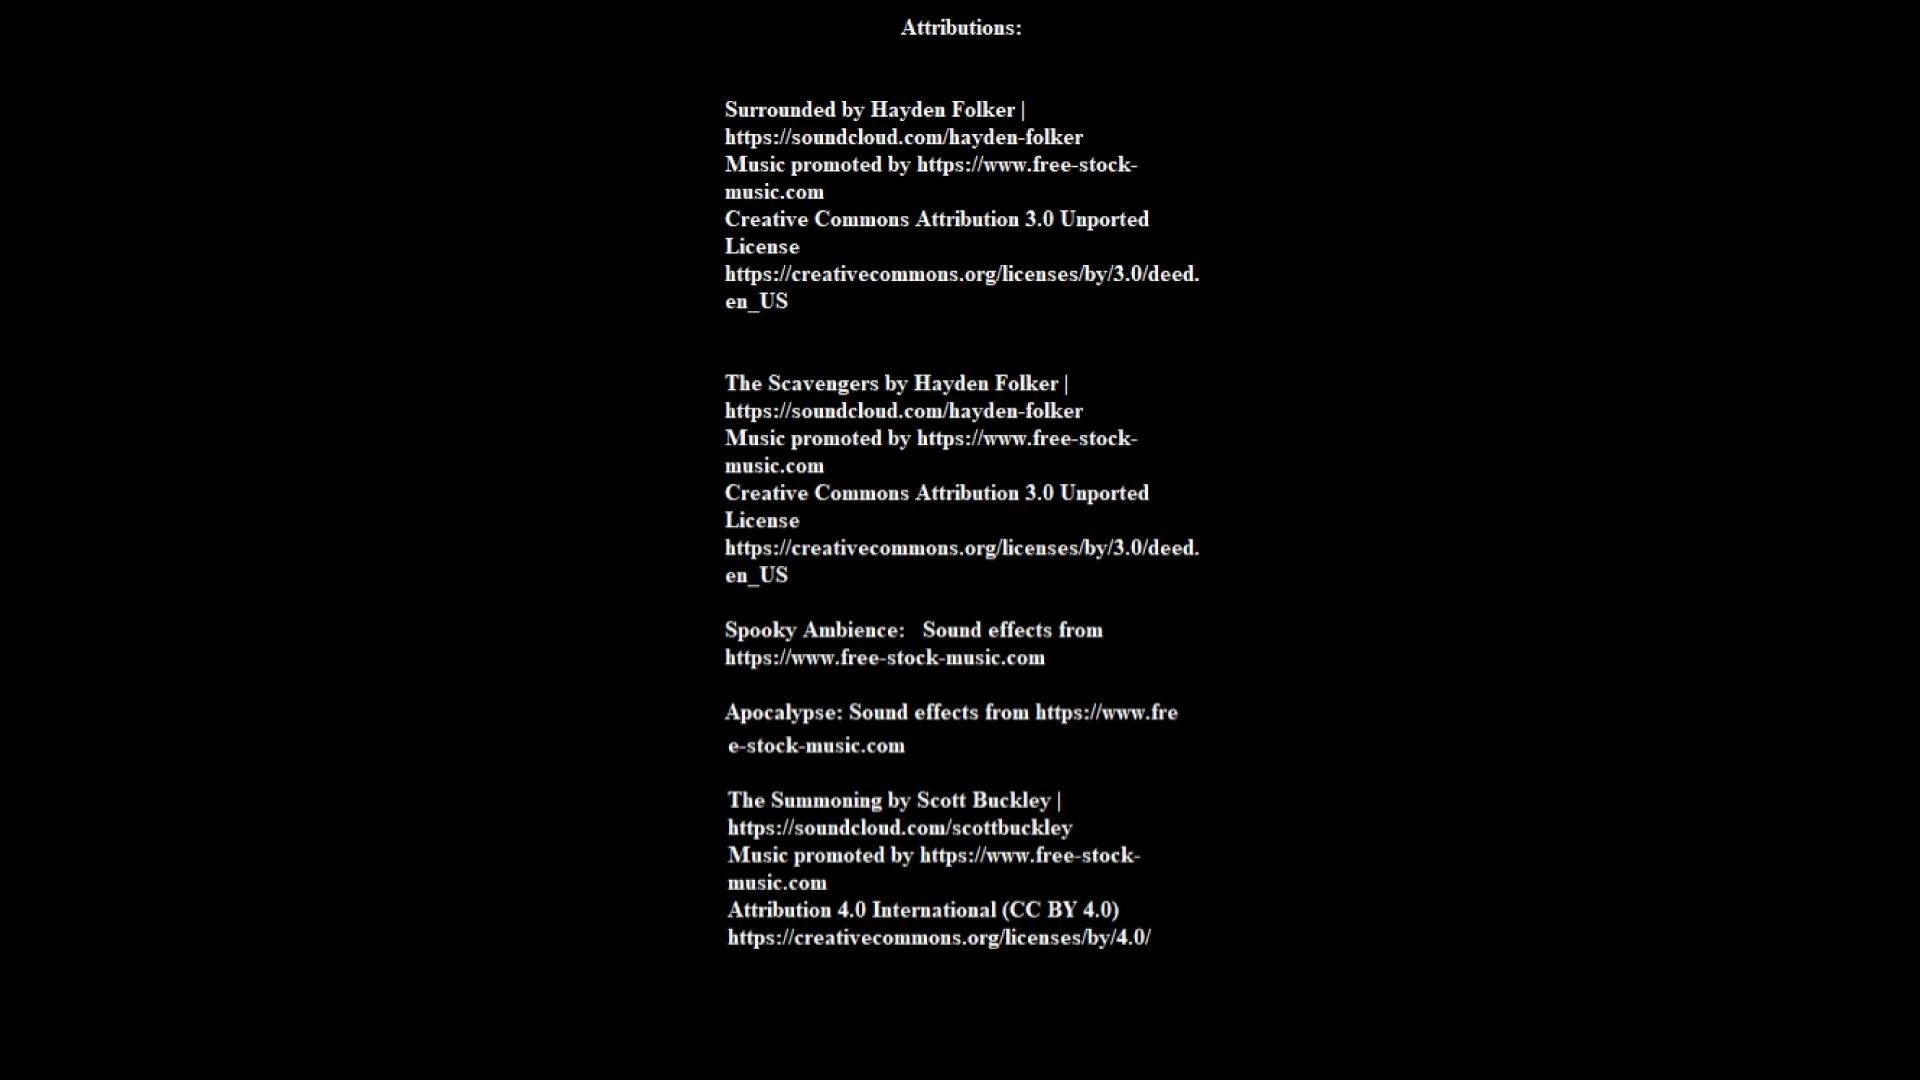 Attributions:
Surrounded by Hayden Folker |
https://soundcloud.com/hayden-folker
Music promoted by https://www.free-stock-
music.com
Creative Commons Attribution 3.0 Unported
License
https://creativecommons.org/licenses/by/3.0/deed.
en_US
The Scavengers by Hayden Folker |
https://soundcloud.com/hayden-folker
Music promoted by https://www.free-stock-
music.com
Creative Commons Attribution 3.0 Unported
License
https://creativecommons.org/licenses/by/3.0/deed.
en_US
Spooky Ambience:   Sound effects from
https://www.free-stock-music.com
Apocalypse: Sound effects from https://www.fre
e-stock-music.com
The Summoning by Scott Buckley |
https://soundcloud.com/scottbuckley
Music promoted by https://www.free-stock-
music.com
Attribution 4.0 International (CC BY 4.0)
https://creativecommons.org/licenses/by/4.0/